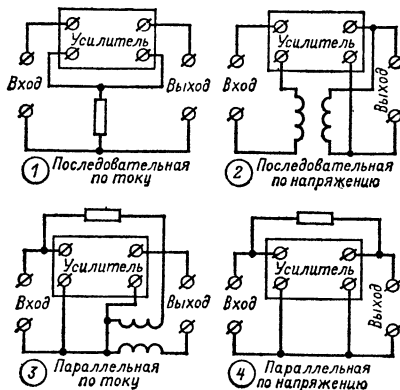 Усилитель
Вход
Выход
1 Последовательная
по току
Усилитель
Вход
Выход
2 Последовательная
по напряжению
Усилитель
Вход
Выход
3 Параллельная
по току
Усилитель
Вход
Выход
4 Параллельная
по напряжению